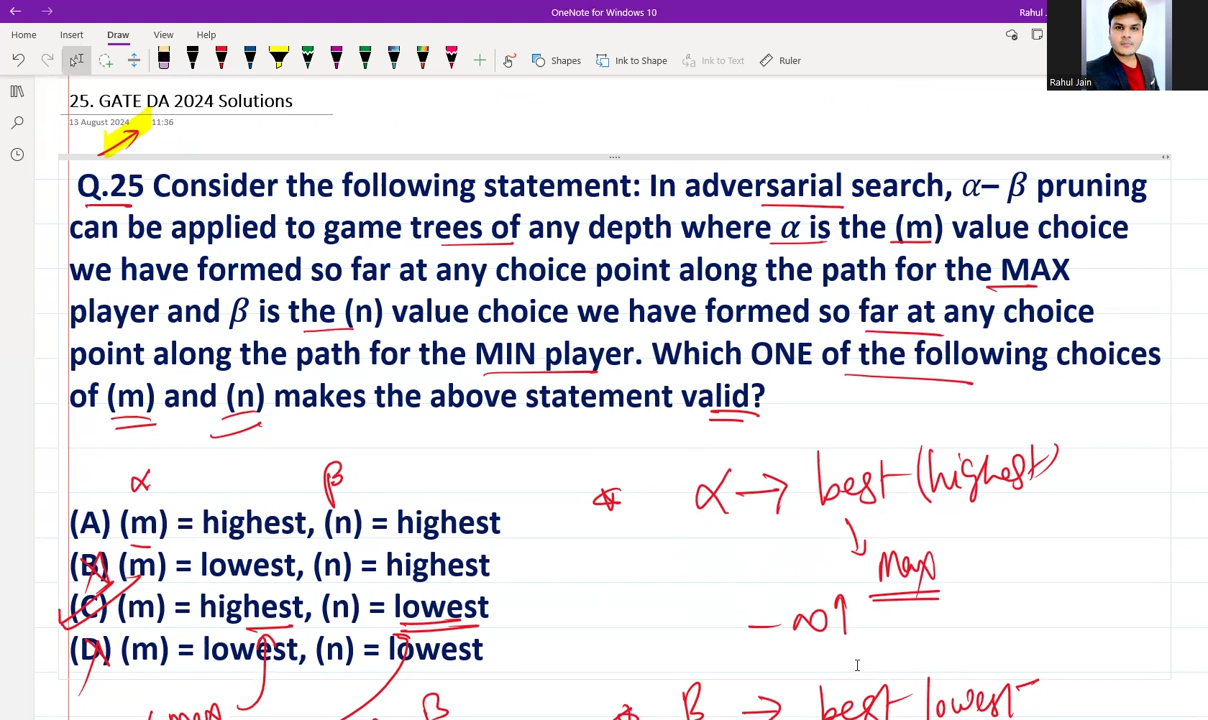 OneNote for Windows 10
Rahul J
Home Insert Draw View Help
Shapes Ink to Shape Ink to Text Ruler
Rahul Jain
25. GATE DA 2024 Solutions
13 August 2024 11:36
Q.25 Consider the following statement: In adversarial search, α– β pruning
can be applied to game trees of any depth where α is the (m) value choice
we have formed so far at any choice point along the path for the MAX
player and β is the (n) value choice we have formed so far at any choice
point along the path for the MIN player. Which ONE of the following choices
of (m) and (n) makes the above statement valid?
α β
α → best (highest)
(A) (m) = highest, (n) = highest
(B) (m) = lowest, (n) = highest
Max
(C) (m) = highest, (n) = lowest
– ∞ ↑
(D) (m) = lowest, (n) = lowest
max β
β → best lowest